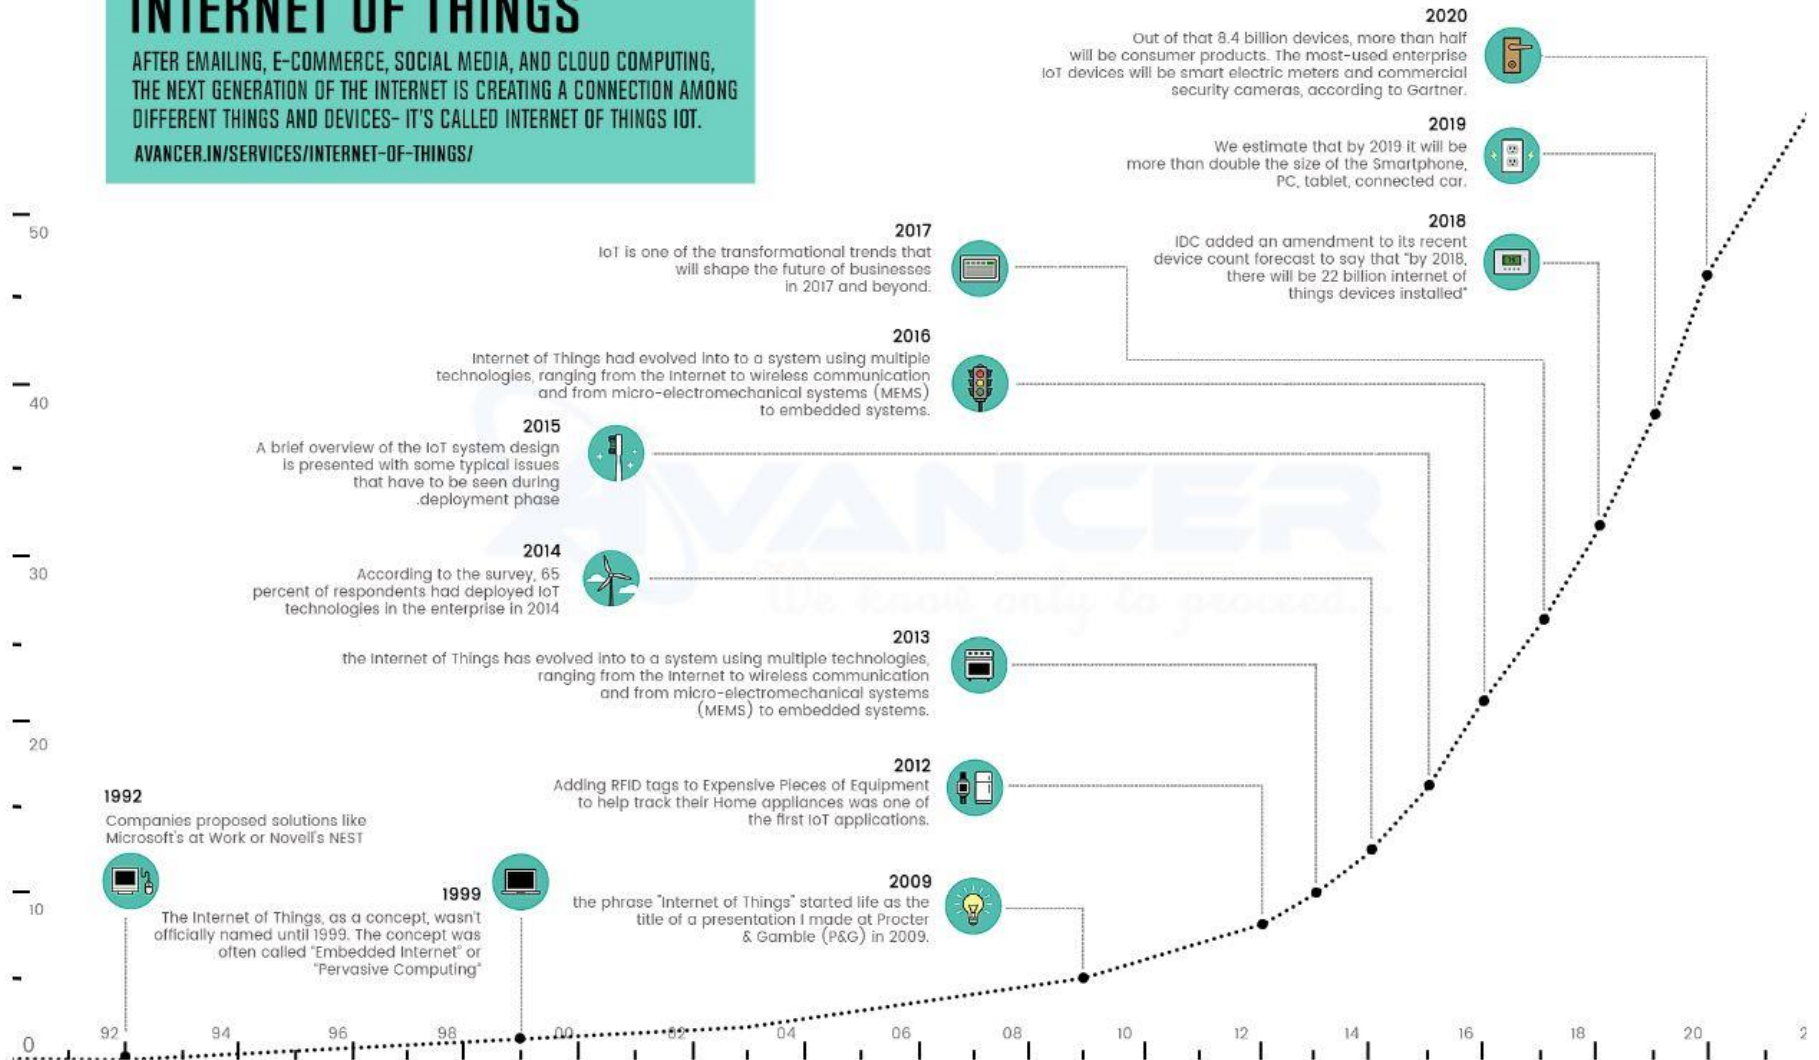 INTERNET OF THINGS
AFTER EMAILING, E-COMMERCE, SOCIAL MEDIA, AND CLOUD COMPUTING,
THE NEXT GENERATION OF THE INTERNET IS CREATING A CONNECTION AMONG
DIFFERENT THINGS AND DEVICES- IT'S CALLED INTERNET OF THINGS IOT.
AVANCER.IN/SERVICES/INTERNET-OF-THINGS/
2020
Out of that 8.4 billion devices, more than half
will be consumer products. The most-used enterprise
IoT devices will be smart electric meters and commercial
security cameras, according to Gartner.
2019
We estimate that by 2019 it will be
more than double the size of the Smartphone,
PC, tablet, connected car.
2018
IDC added an amendment to its recent
device count forecast to say that "by 2018,
there will be 22 billion internet of
things devices installed"
2017
IoT is one of the transformational trends that
will shape the future of businesses
in 2017 and beyond.
2016
Internet of Things had evolved into to a system using multiple
technologies, ranging from the Internet to wireless communication
and from micro-electromechanical systems (MEMS)
to embedded systems.
2015
A brief overview of the IoT system design
is presented with some typical issues
that have to be seen during
.deployment phase
2014
According to the survey, 65
percent of respondents had deployed IoT
technologies in the enterprise in 2014
2013
the Internet of Things has evolved into to a system using multiple technologies,
ranging from the Internet to wireless communication
and from micro-electromechanical systems
(MEMS) to embedded systems.
2012
Adding RFID tags to Expensive Pieces of Equipment
to help track their Home appliances was one of
the first IoT applications.
2009
the phrase "Internet of Things" started life as the
title of a presentation I made at Procter
& Gamble (P&G) in 2009.
1992
Companies proposed solutions like
Microsoft's at Work or Novell's NEST
1999
The Internet of Things, as a concept, wasn't
officially named until 1999. The concept was
often called "Embedded Internet" or
"Pervasive Computing"
AVANCER
We know only to proceed...
50
40
30
20
10
0
92 94 96 98 00 02 04 06 08 10 12 14 16 18 20